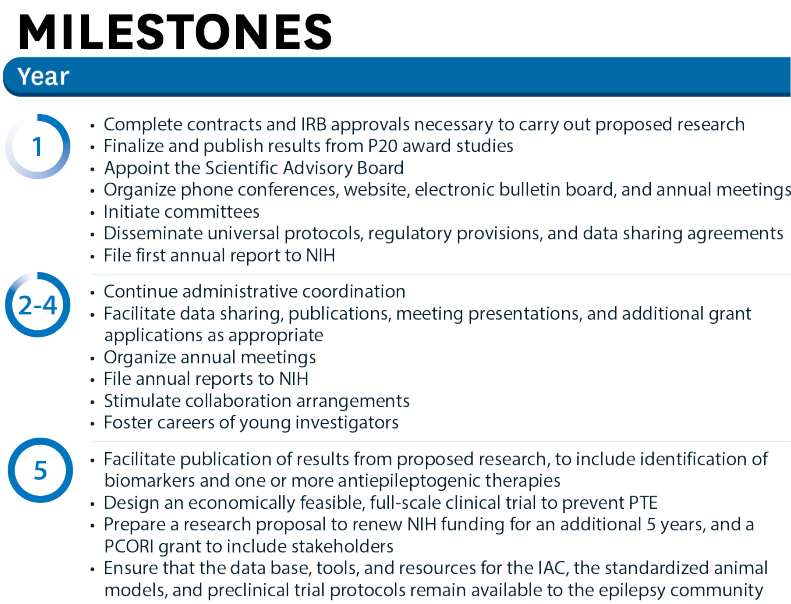 MILESTONES
Year
1
• Complete contracts and IRB approvals necessary to carry out proposed research
• Finalize and publish results from P20 award studies
• Appoint the Scientific Advisory Board
• Organize phone conferences, website, electronic bulletin board, and annual meetings
• Initiate committees
• Disseminate universal protocols, regulatory provisions, and data sharing agreements
• File first annual report to NIH
2-4
• Continue administrative coordination
• Facilitate data sharing, publications, meeting presentations, and additional grant
applications as appropriate
• Organize annual meetings
• File annual reports to NIH
• Stimulate collaboration arrangements
• Foster careers of young investigators
5
• Facilitate publication of results from proposed research, to include identification of
biomarkers and one or more antiepileptogenic therapies
• Design an economically feasible, full-scale clinical trial to prevent PTE
• Prepare a research proposal to renew NIH funding for an additional 5 years, and a
PCORI grant to include stakeholders
• Ensure that the data base, tools, and resources for the IAC, the standardized animal
models, and preclinical trial protocols remain available to the epilepsy community